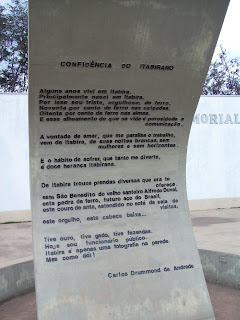 CONFIDÊNCIA DO ITABIRANO
MORIAL
Alguns anos vivi em Itabira.
Principalmente nasci em Itabira.
Por isso sou triste, orgulhoso: de ferro.
Noventa por cento de ferro nas calçadas.
Oitenta por cento de ferro nas almas.
E esse alheamento do que na vida é porosidade e
comunicação.
A vontade de amar, que me paralisa o trabalho,
vem de Itabira, de suas noites brancas, sem
mulheres e sem horizontes.
E o hábito de sofrer, que tanto me diverte,
é doce herança itabirana.
De Itabira trouxe prendas diversas que ora te
ofereço:
este São Benedito do velho santeiro Alfredo Duval,
esta pedra de ferro, futuro aço do Brasil,
este couro de anta, estendido no sofá da sala de
visitas,
este orgulho, esta cabeça baixa...
Tive ouro, tive gado, tive fazendas.
Hoje sou funcionário público.
Itabira é apenas uma fotografia na parede.
Mas como dói!
Carlos Drummond de Andrade